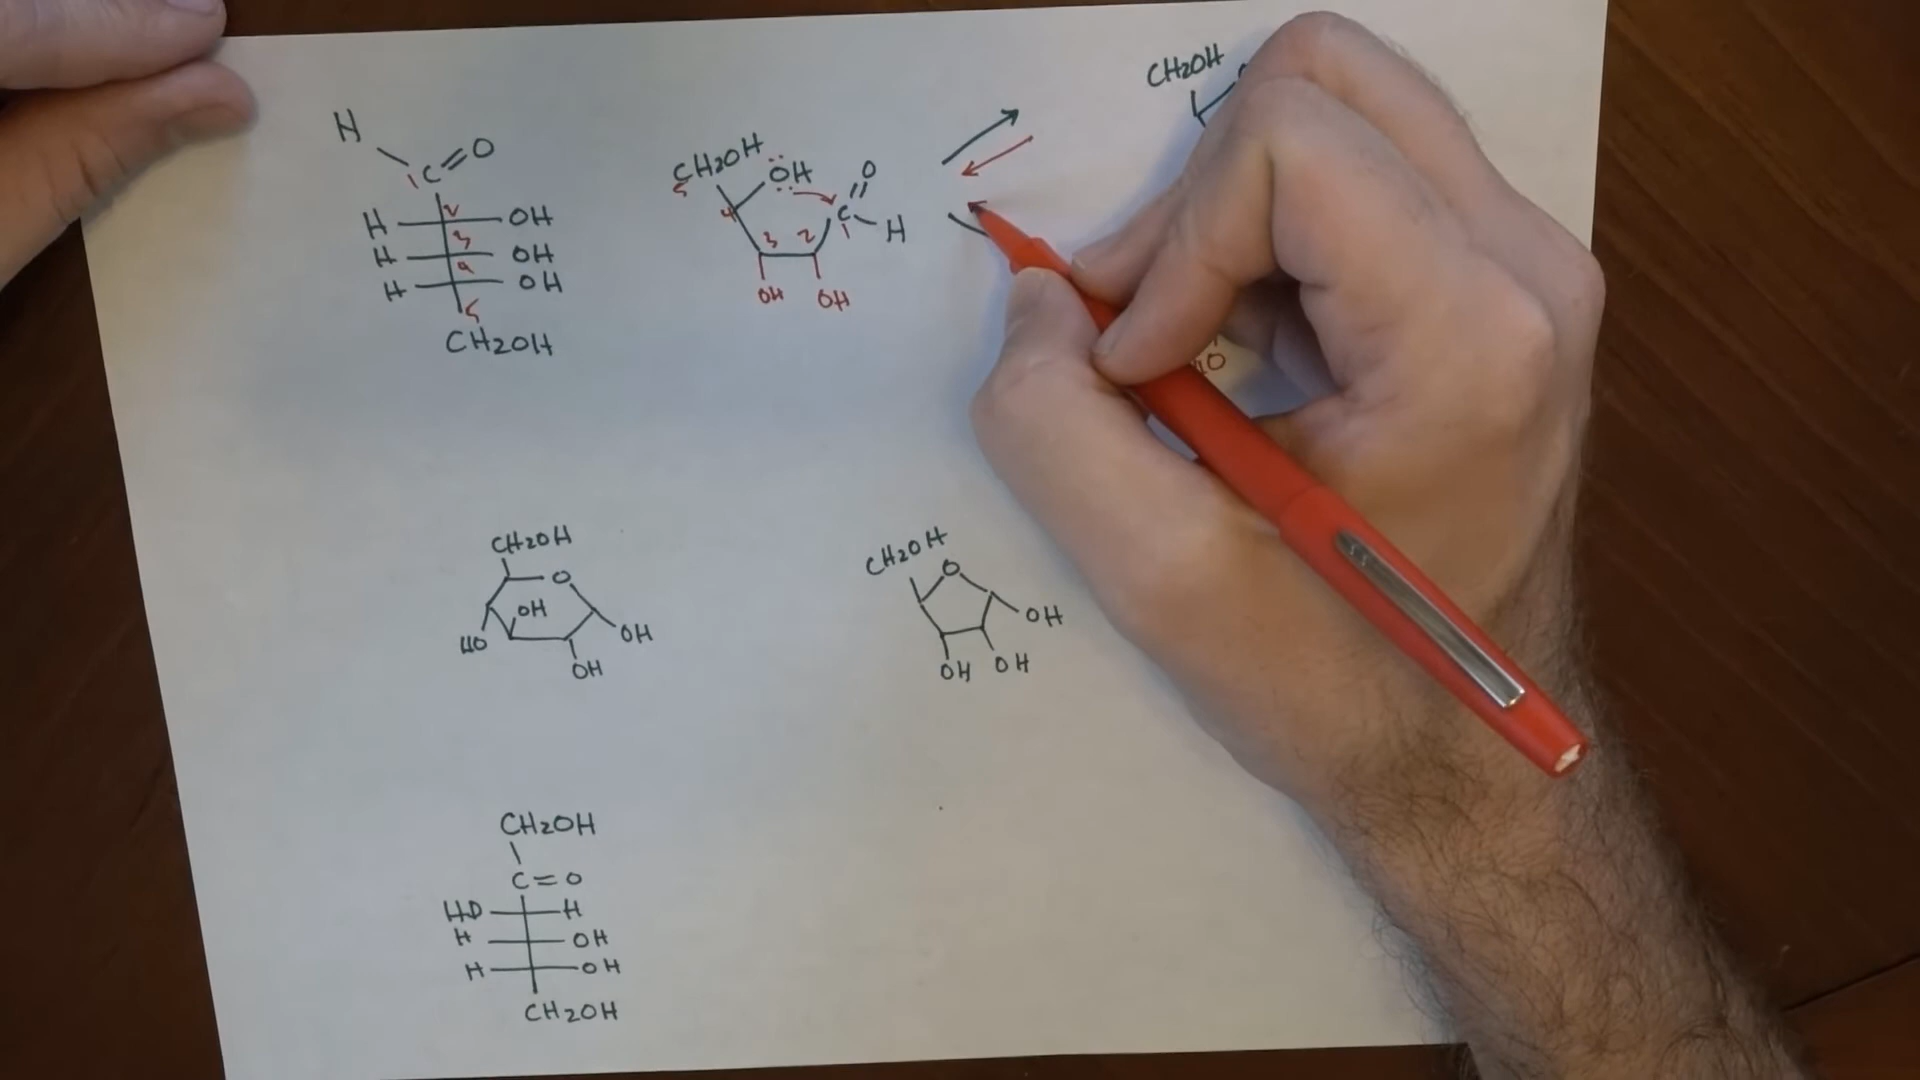 H
1 C=O
H 2 OH
H 3 OH
H 4 OH
5
CH2OH
5 CH2OH
4 OH O
3 2 C H
1
OH OH
CH2OH
CH2OH
O
OH
HO OH
OH
CH2OH
O
OH
OH OH
CH2OH
C=O
HO H
H OH
H OH
CH2OH